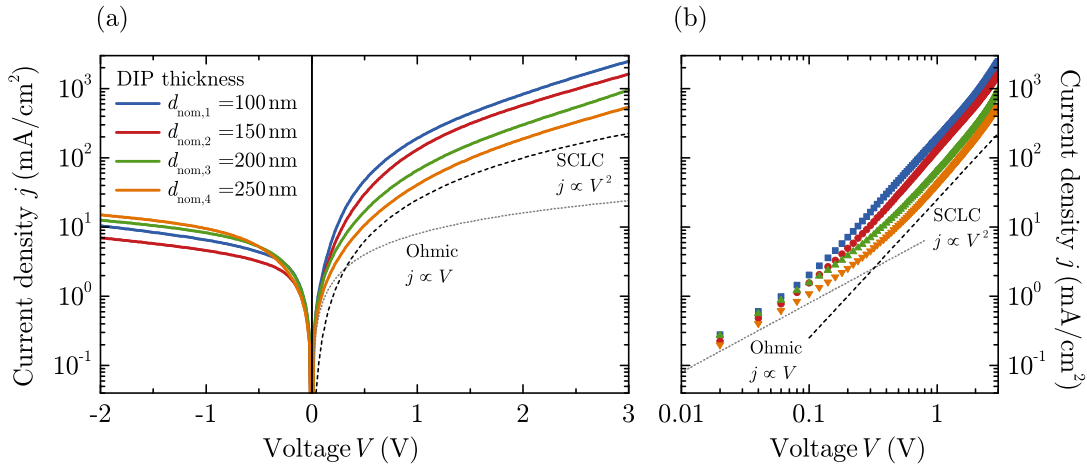 (a)
(b)
Current density j (mA/cm²)
10³
10²
10¹
10⁰
10⁻¹
DIP thickness
d_nom,1 =100 nm
d_nom,2 =150 nm
d_nom,3 =200 nm
d_nom,4 =250 nm
SCLC
j ∝ V²
Ohmic
j ∝ V
-2
-1
0
1
2
3
Voltage V (V)
SCLC
j ∝ V²
Ohmic
j ∝ V
0.01
0.1
1
Voltage V (V)
10³
10²
10¹
10⁰
10⁻¹
Current density j (mA/cm²)